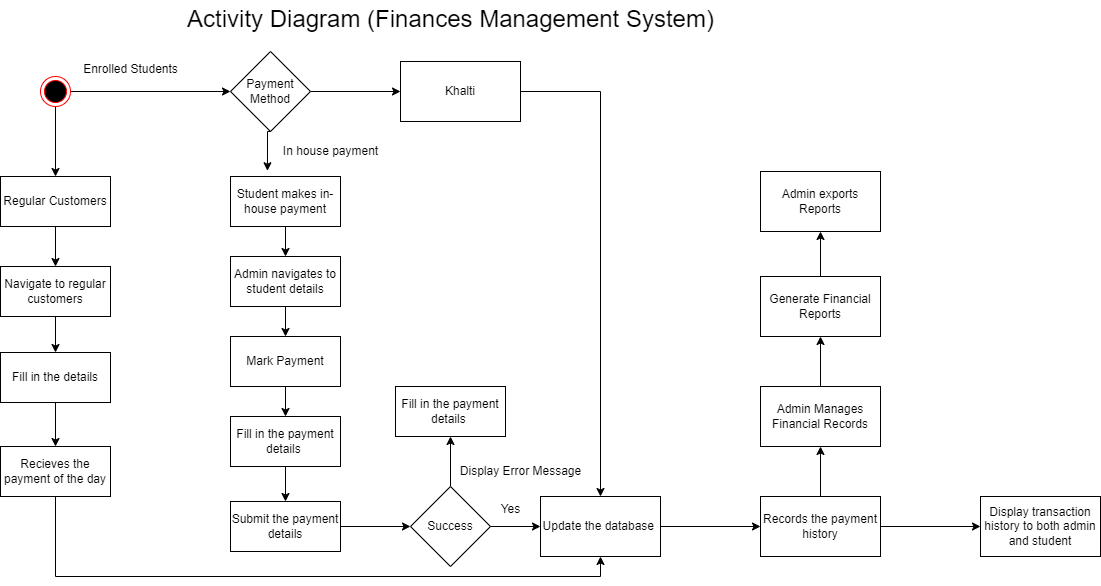 Activity Diagram (Finances Management System)
Enrolled Students
Payment
Method
Khalti
In house payment
Regular Customers
Student makes in-
house payment
Admin exports
Reports
Navigate to regular
customers
Admin navigates to
student details
Generate Financial
Reports
Fill in the details
Mark Payment
Fill in the payment
details
Admin Manages
Financial Records
Recieves the
payment of the day
Fill in the payment
details
Display Error Message
Submit the payment
details
Success
Yes
Update the database
Records the payment
history
Display transaction
history to both admin
and student